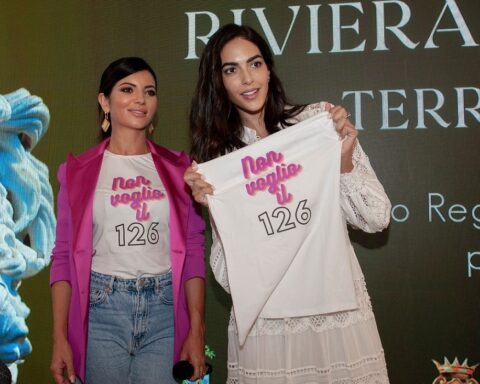 RIVIERA
TERR
o Reg
p
Non
voglio
il
126
Non
voglio il
126